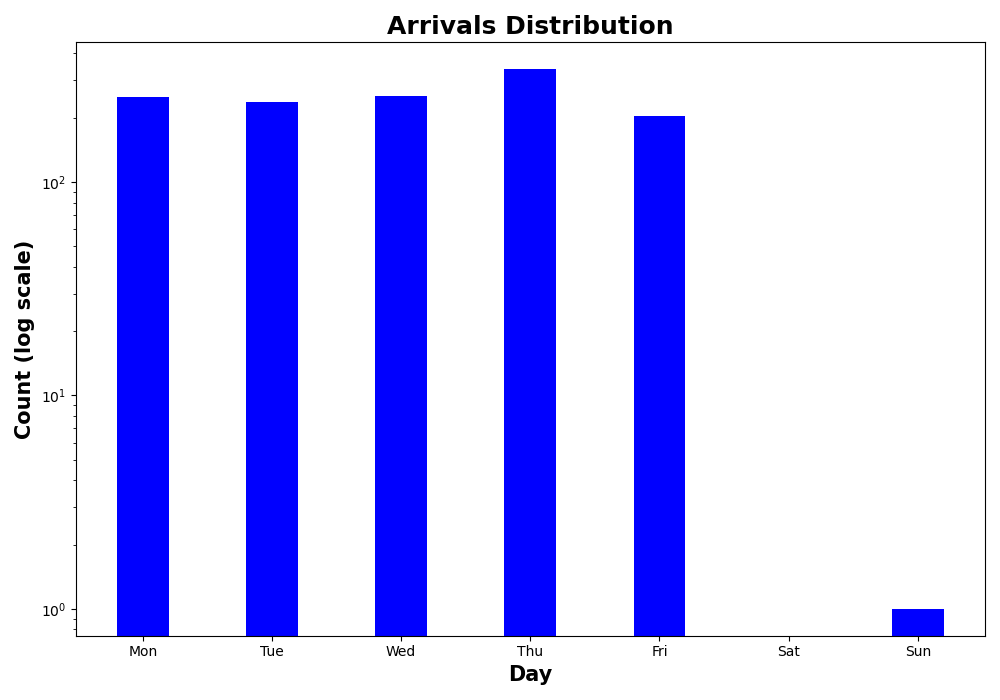 Arrivals Distribution
Count (log scale)
10²
10¹
10⁰
Mon Tue Wed Thu Fri Sat Sun
Day